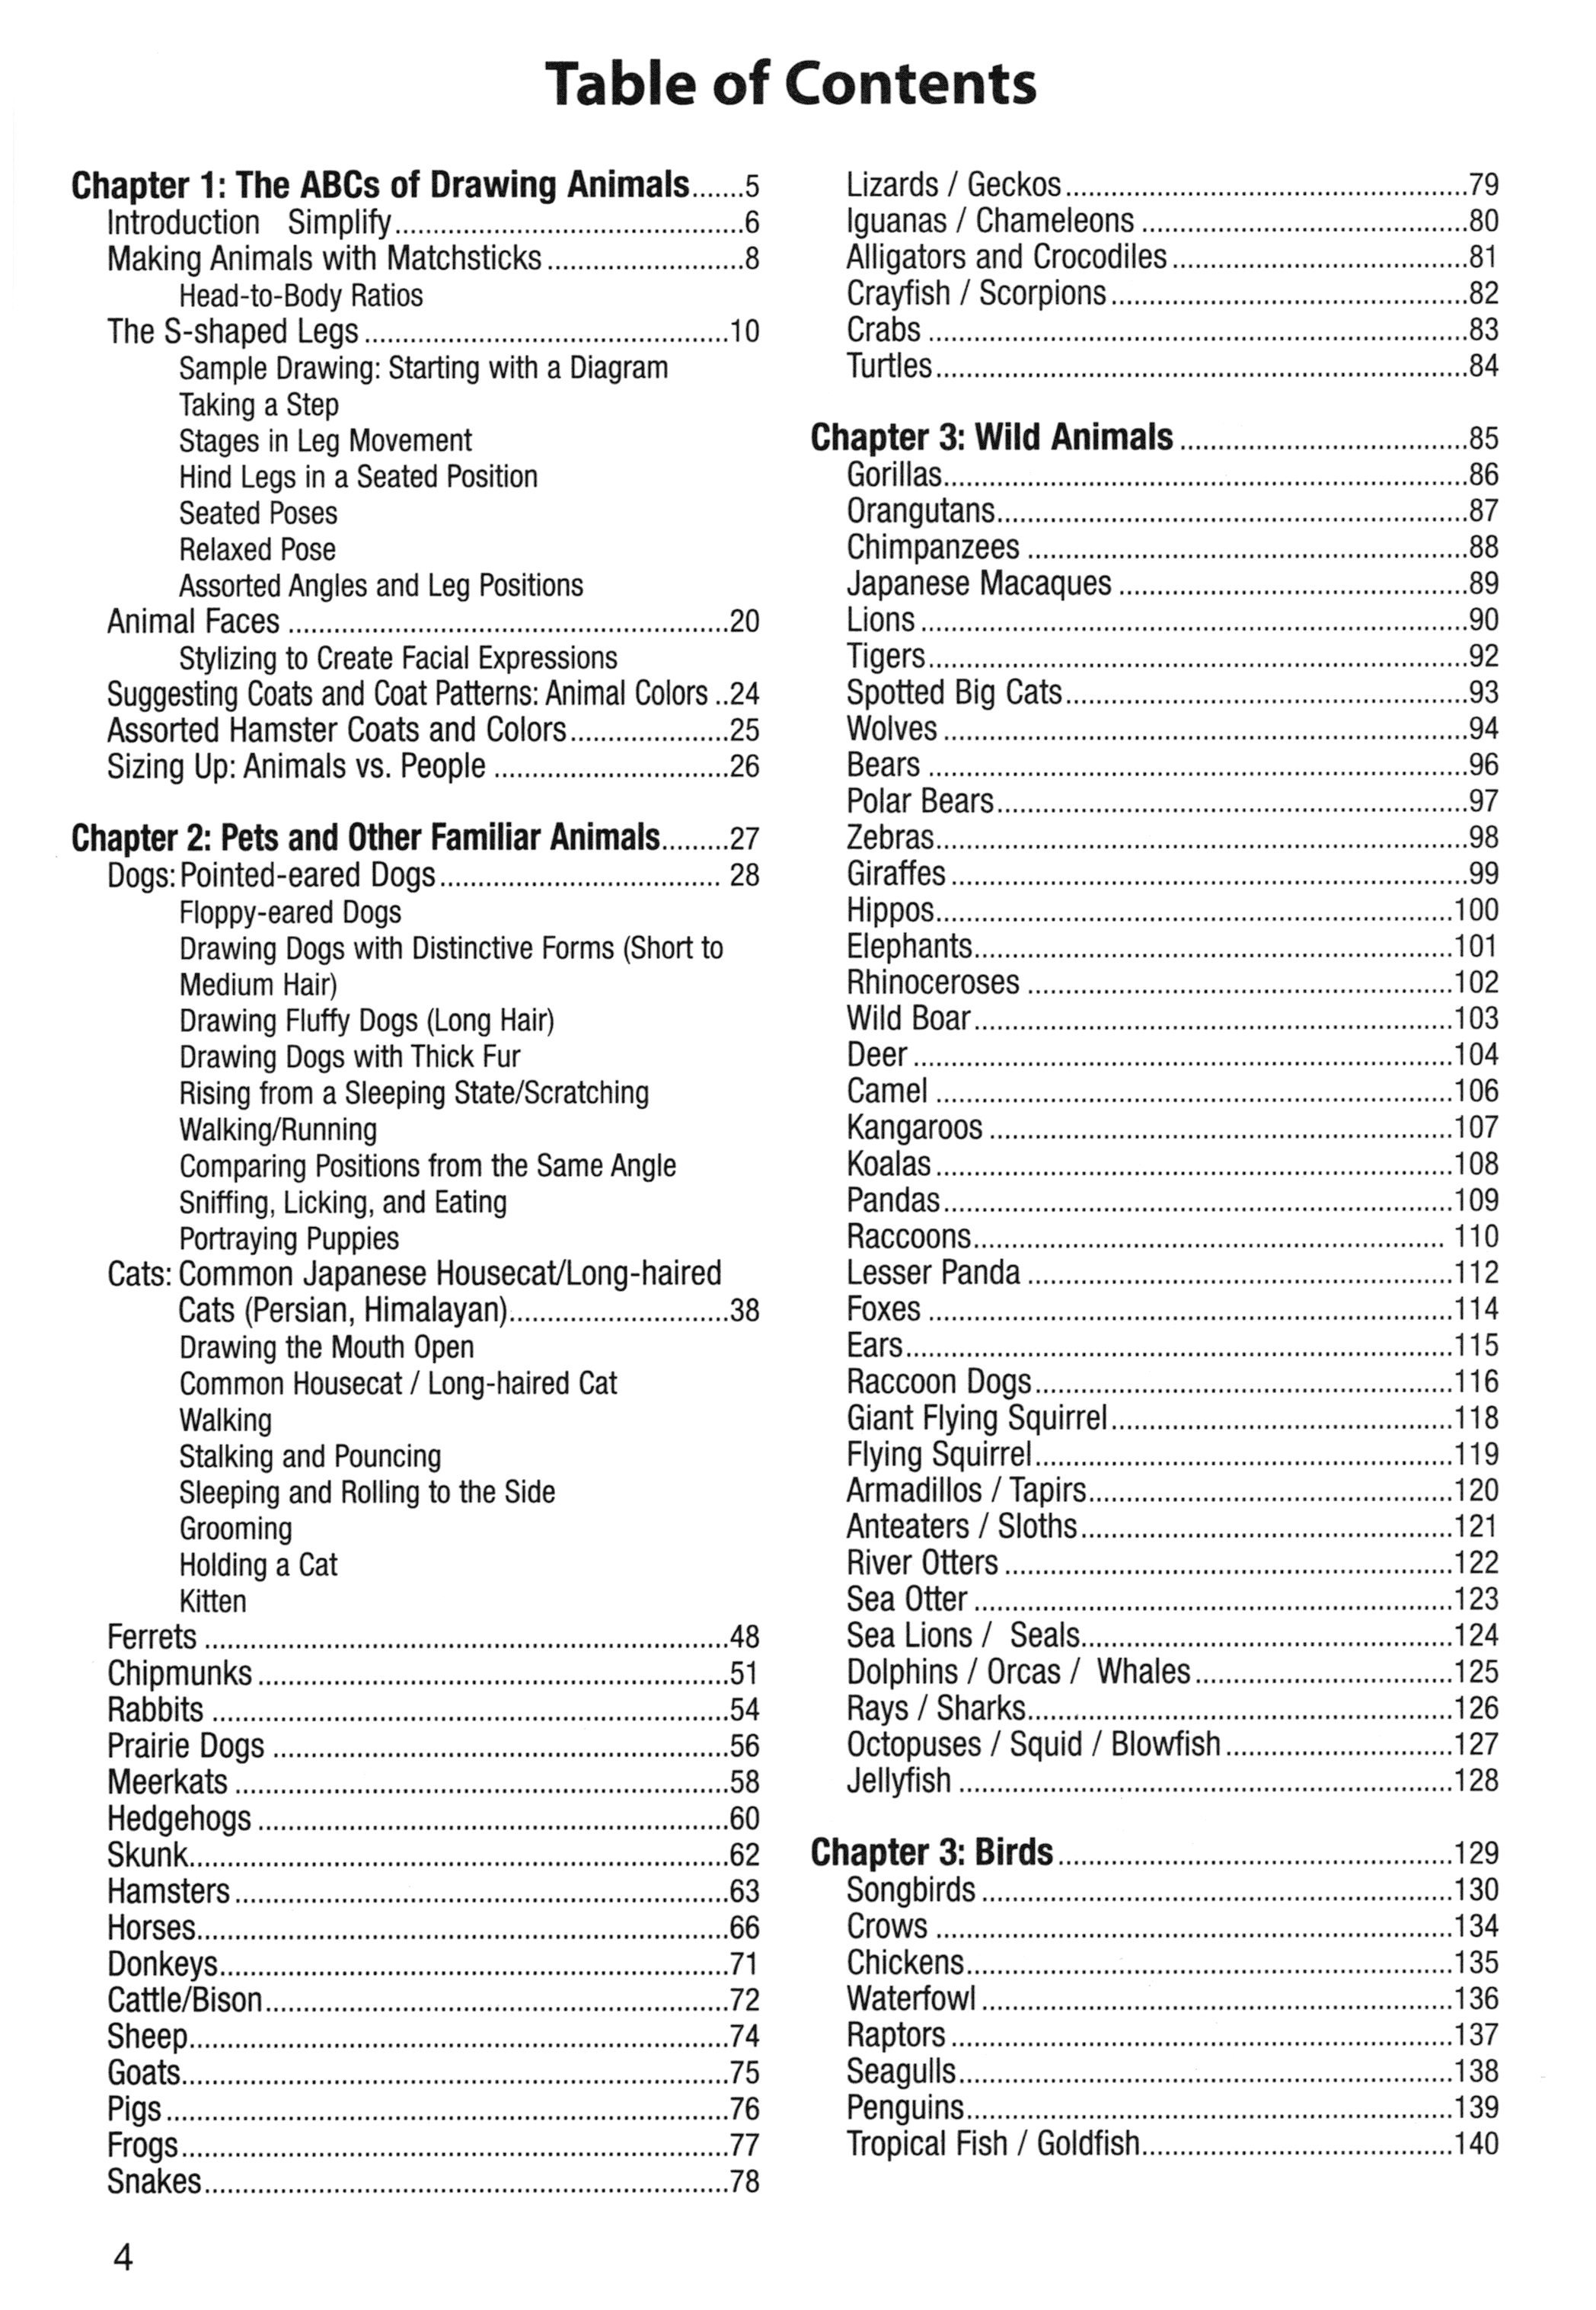 Table of Contents
Chapter 1: The ABCs of Drawing Animals.......5
Introduction   Simplify.............................................6
Making Animals with Matchsticks..........................8
Head-to-Body Ratios
The S-shaped Legs................................................10
Sample Drawing: Starting with a Diagram
Taking a Step
Stages in Leg Movement
Hind Legs in a Seated Position
Seated Poses
Relaxed Pose
Assorted Angles and Leg Positions
Animal Faces..........................................................20
Stylizing to Create Facial Expressions
Suggesting Coats and Coat Patterns: Animal Colors..24
Assorted Hamster Coats and Colors.....................25
Sizing Up: Animals vs. People...............................26
Chapter 2: Pets and Other Familiar Animals.........27
Dogs: Pointed-eared Dogs..................................... 28
Floppy-eared Dogs
Drawing Dogs with Distinctive Forms (Short to
Medium Hair)
Drawing Fluffy Dogs (Long Hair)
Drawing Dogs with Thick Fur
Rising from a Sleeping State/Scratching
Walking/Running
Comparing Positions from the Same Angle
Sniffing, Licking, and Eating
Portraying Puppies
Cats: Common Japanese Housecat/Long-haired
Cats (Persian, Himalayan).............................38
Drawing the Mouth Open
Common Housecat / Long-haired Cat
Walking
Stalking and Pouncing
Sleeping and Rolling to the Side
Grooming
Holding a Cat
Kitten
Ferrets....................................................................48
Chipmunks..............................................................51
Rabbits...................................................................54
Prairie Dogs............................................................56
Meerkats.................................................................58
Hedgehogs..............................................................60
Skunk......................................................................62
Hamsters.................................................................63
Horses.....................................................................66
Donkeys..................................................................71
Cattle/Bison............................................................72
Sheep......................................................................74
Goats.......................................................................75
Pigs.........................................................................76
Frogs.......................................................................77
Snakes....................................................................78
Lizards / Geckos.....................................................79
Iguanas / Chameleons...........................................80
Alligators and Crocodiles.......................................81
Crayfish / Scorpions...............................................82
Crabs......................................................................83
Turtles.....................................................................84
Chapter 3: Wild Animals......................................85
Gorillas....................................................................86
Orangutans..............................................................87
Chimpanzees..........................................................88
Japanese Macaques..............................................89
Lions.......................................................................90
Tigers......................................................................92
Spotted Big Cats.....................................................93
Wolves....................................................................94
Bears......................................................................96
Polar Bears..............................................................97
Zebras.....................................................................98
Giraffes...................................................................99
Hippos...................................................................100
Elephants..............................................................101
Rhinoceroses........................................................102
Wild Boar..............................................................103
Deer......................................................................104
Camel...................................................................106
Kangaroos.............................................................107
Koalas...................................................................108
Pandas..................................................................109
Raccoons............................................................. 110
Lesser Panda........................................................112
Foxes....................................................................114
Ears.......................................................................115
Raccoon Dogs.......................................................116
Giant Flying Squirrel.............................................118
Flying Squirrel.......................................................119
Armadillos / Tapirs................................................120
Anteaters / Sloths.................................................121
River Otters...........................................................122
Sea Otter..............................................................123
Sea Lions /  Seals.................................................124
Dolphins / Orcas /  Whales..................................125
Rays / Sharks........................................................126
Octopuses / Squid / Blowfish..............................127
Jellyfish.................................................................128
Chapter 3: Birds....................................................129
Songbirds..............................................................130
Crows....................................................................134
Chickens................................................................135
Waterfowl..............................................................136
Raptors..................................................................137
Seagulls.................................................................138
Penguins................................................................139
Tropical Fish / Goldfish.........................................140
4